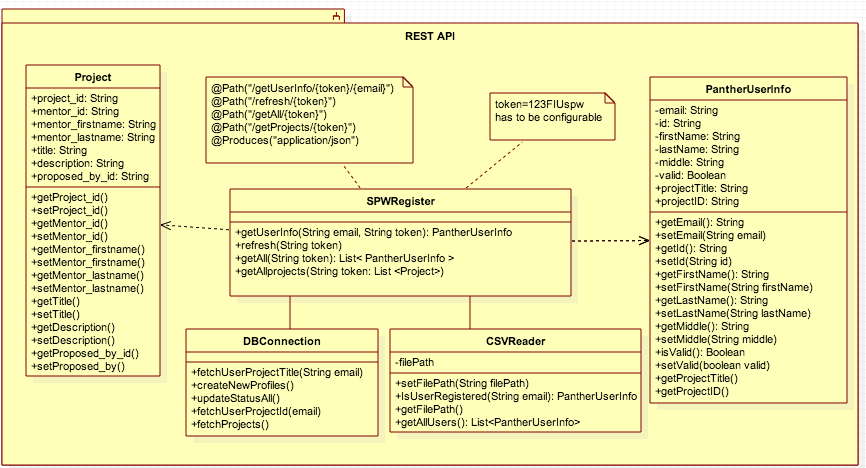 REST API
Project
+project_id: String
+mentor_id: String
+mentor_firstname: String
+mentor_lastname: String
+title: String
+description: String
+proposed_by_id: String
+getProject_id()
+setProject_id()
+getMentor_id()
+setMentor_id()
+getMentor_firstname()
+setMentor_firstname()
+getMentor_lastname()
+setMentor_lastname()
+getTitle()
+setTitle()
+getDescription()
+setDescription()
+getProposed_by_id()
+setProposed_by()
@Path("/getUserInfo/{token}/{email}")
@Path("/refresh/{token}")
@Path("/getAll/{token}")
@Path("/getProjects/{token}")
@Produces("application/json")
token=123FIUspw
has to be configurable
SPWRegister
+getUserInfo(String email, String token): PantherUserInfo
+refresh(String token)
+getAll(String token): List< PantherUserInfo >
+getAllprojects(String token: List <Project>)
DBConnection
+fetchUserProjectTitle(String email)
+createNewProfiles()
+updateStatusAll()
+fetchUserProjectId(email)
+fetchProjects()
CSVReader
-filePath
+setFilePath(String filePath)
+IsUserRegistered(String email): PantherUserInfo
+getFilePath()
+getAllUsers(): List<PantherUserInfo>
PantherUserInfo
-email: String
-id: String
-firstName: String
-lastName: String
-middle: String
-valid: Boolean
+projectTitle: String
+projectID: String
+getEmail(): String
+setEmail(String email)
+getId(): String
+setId(String id)
+getFirstName(): String
+setFirstName(String firstName)
+getLastName(): String
+setLastName(String lastName)
+getMiddle(): String
+setMiddle(String middle)
+isValid(): Boolean
+setValid(boolean valid)
+getProjectTitle()
+getProjectID()